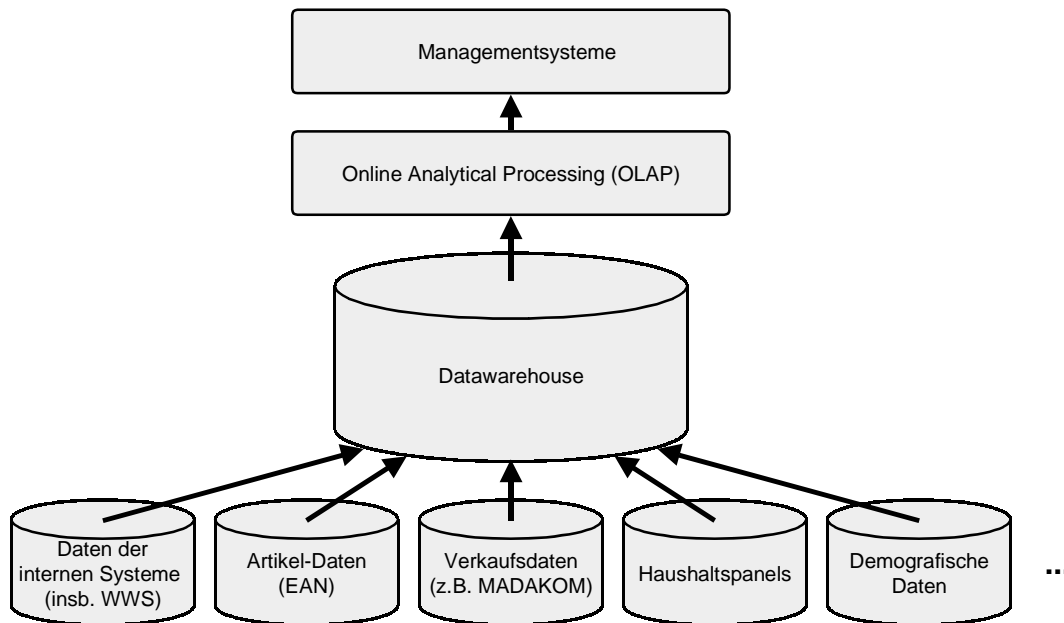 Managementsysteme
Online Analytical Processing (OLAP)
Datawarehouse
Daten der
internen Systeme
(insb. WWS)
Artikel-Daten
(EAN)
Verkaufsdaten
(z.B. MADAKOM)
Haushaltspanels
Demografische
Daten
...